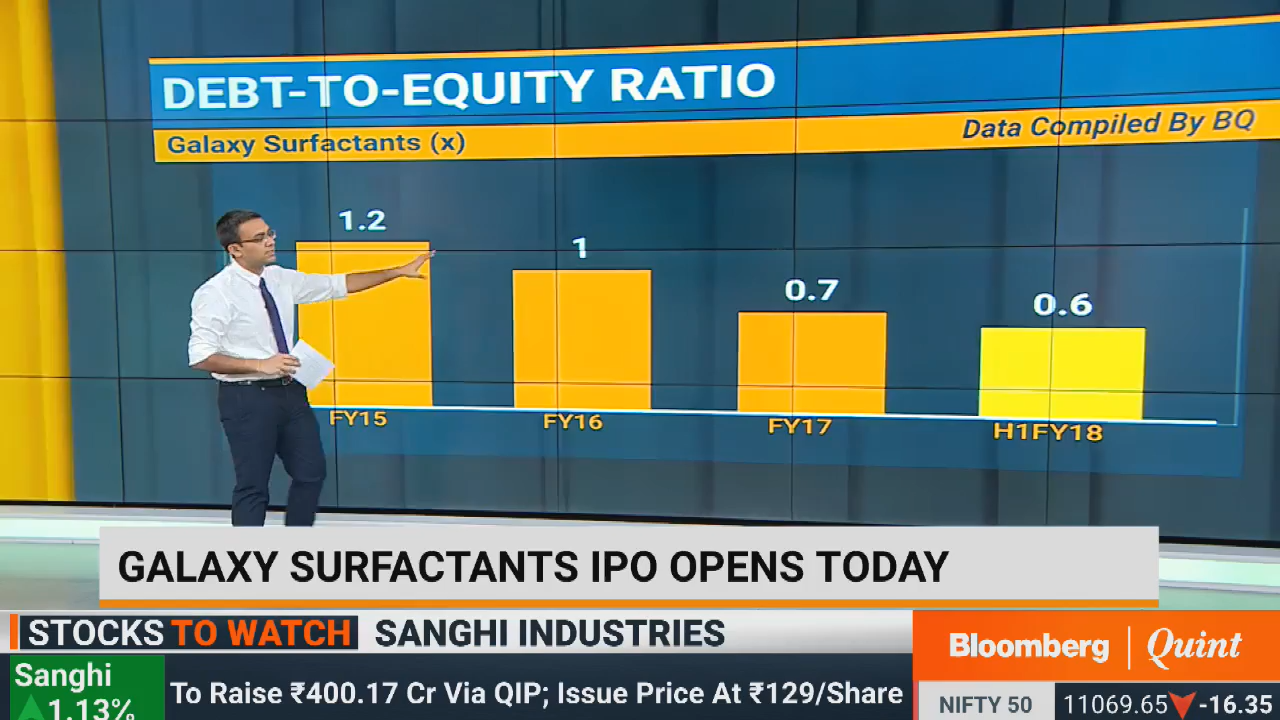 DEBT-TO-EQUITY RATIO
Galaxy Surfactants (x)
Data Compiled By BQ
1.2
1
0.7
0.6
FY15
FY16
FY17
H1FY18
GALAXY SURFACTANTS IPO OPENS TODAY
STOCKS TO WATCH
SANGHI INDUSTRIES
Bloomberg | Quint
Sanghi
1.13%
To Raise ₹400.17 Cr Via QIP; Issue Price At ₹129/Share
NIFTY 50
11069.65
-16.35